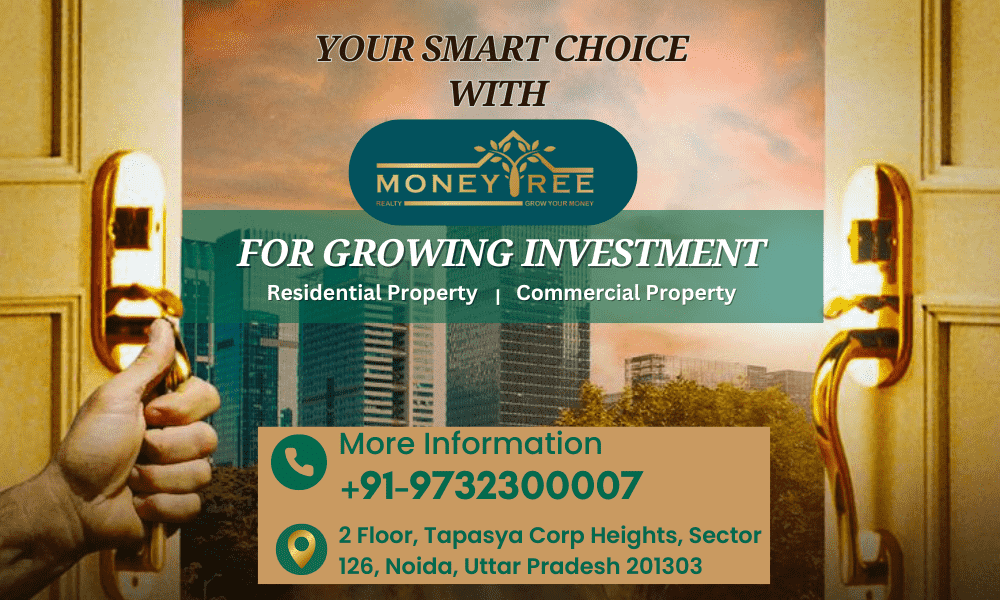 YOUR SMART CHOICE
WITH
MONEYTREE
REALTY GROW YOUR MONEY
FOR GROWING INVESTMENT
Residential Property | Commercial Property
More Information
+91-9732300007
2 Floor, Tapasya Corp Heights, Sector
126, Noida, Uttar Pradesh 201303